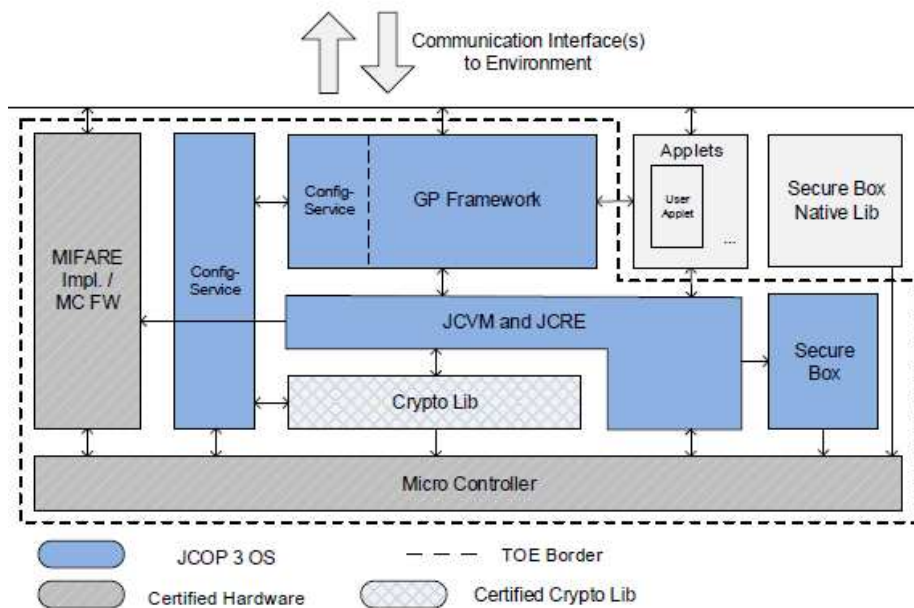 Communication Interface(s)
to Environment
MIFARE
Impl. /
MC FW
Config-
Service
Config-
Service
GP Framework
Applets
User
Applet
...
Secure Box
Native Lib
JCVM and JCRE
Secure
Box
Crypto Lib
Micro Controller
JCOP 3 OS
TOE Border
Certified Hardware
Certified Crypto Lib